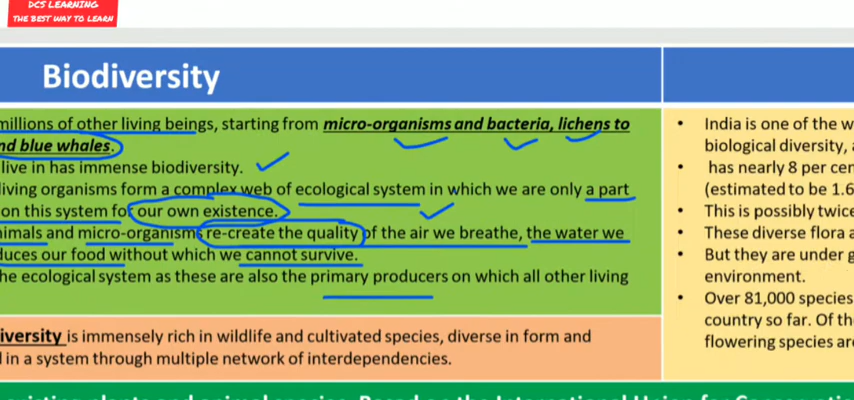 DCS LEARNING
THE BEST WAY TO LEARN
Biodiversity
millions of other living beings, starting from micro-organisms and bacteria, lichens to
nd blue whales.
live in has immense biodiversity.
living organisms form a complex web of ecological system in which we are only a part
on this system for our own existence.
nimals and micro-organisms re-create the quality of the air we breathe, the water we
duces our food without which we cannot survive.
he ecological system as these are also the primary producers on which all other living
iversity is immensely rich in wildlife and cultivated species, diverse in form and
in a system through multiple network of interdependencies.
• India is one of the w
biological diversity,
• has nearly 8 per cen
(estimated to be 1.6
• This is possibly twice
• These diverse flora a
• But they are under g
environment.
• Over 81,000 species
country so far. Of th
flowering species are